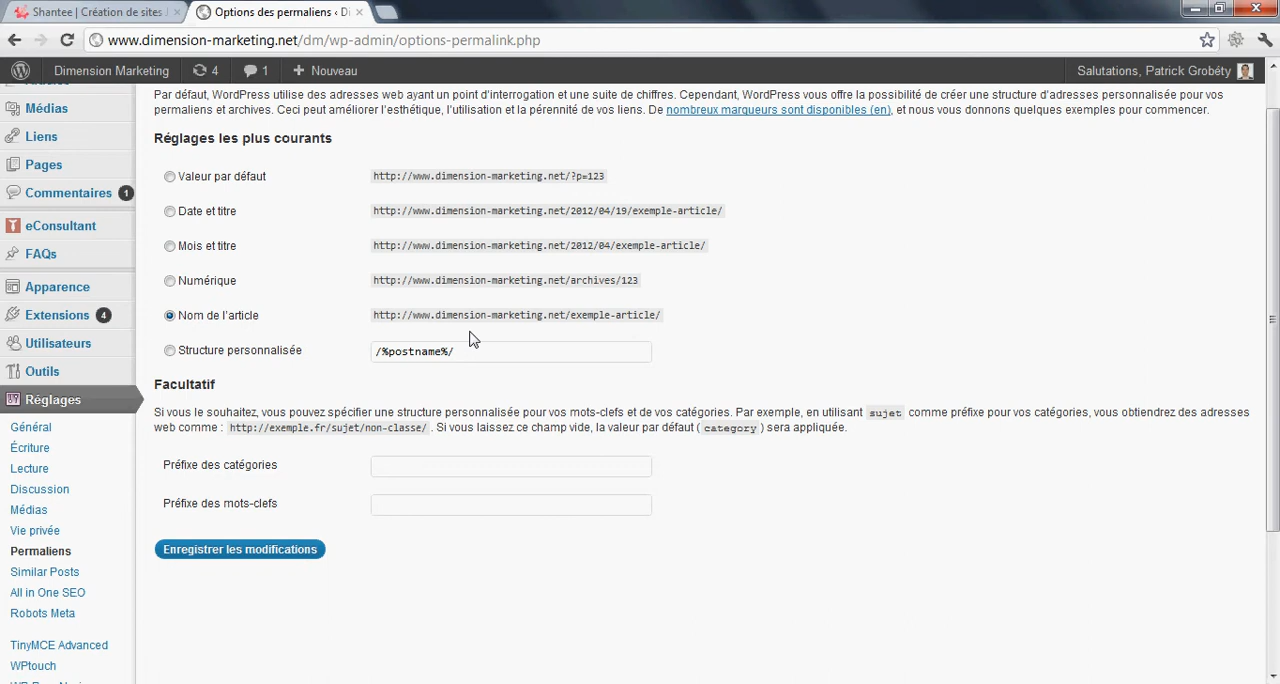 Shantee | Création de sites
Options des permaliens ‹ Di
www.dimension-marketing.net/dm/wp-admin/options-permalink.php
Dimension Marketing
4
1
+ Nouveau
Salutations, Patrick Grobéty
Médias
Liens
Pages
Commentaires 1
eConsultant
FAQs
Apparence
Extensions 4
Utilisateurs
Outils
Réglages
Général
Écriture
Lecture
Discussion
Médias
Vie privée
Permaliens
Similar Posts
All in One SEO
Robots Meta
TinyMCE Advanced
WPtouch
Par défaut, WordPress utilise des adresses web ayant un point d'interrogation et une suite de chiffres. Cependant, WordPress vous offre la possibilité de créer une structure d'adresses personnalisée pour vos
permaliens et archives. Ceci peut améliorer l'esthétique, l'utilisation et la pérennité de vos liens. De nombreux marqueurs sont disponibles (en), et nous vous donnons quelques exemples pour commencer.
Réglages les plus courants
Valeur par défaut http://www.dimension-marketing.net/?p=123
Date et titre http://www.dimension-marketing.net/2012/04/19/exemple-article/
Mois et titre http://www.dimension-marketing.net/2012/04/exemple-article/
Numérique http://www.dimension-marketing.net/archives/123
Nom de l'article http://www.dimension-marketing.net/exemple-article/
Structure personnalisée /%postname%/
Facultatif
Si vous le souhaitez, vous pouvez spécifier une structure personnalisée pour vos mots-clefs et de vos catégories. Par exemple, en utilisant sujet comme préfixe pour vos catégories, vous obtiendrez des adresses
web comme : http://exemple.fr/sujet/non-classe/ . Si vous laissez ce champ vide, la valeur par défaut ( category ) sera appliquée.
Préfixe des catégories
Préfixe des mots-clefs
Enregistrer les modifications